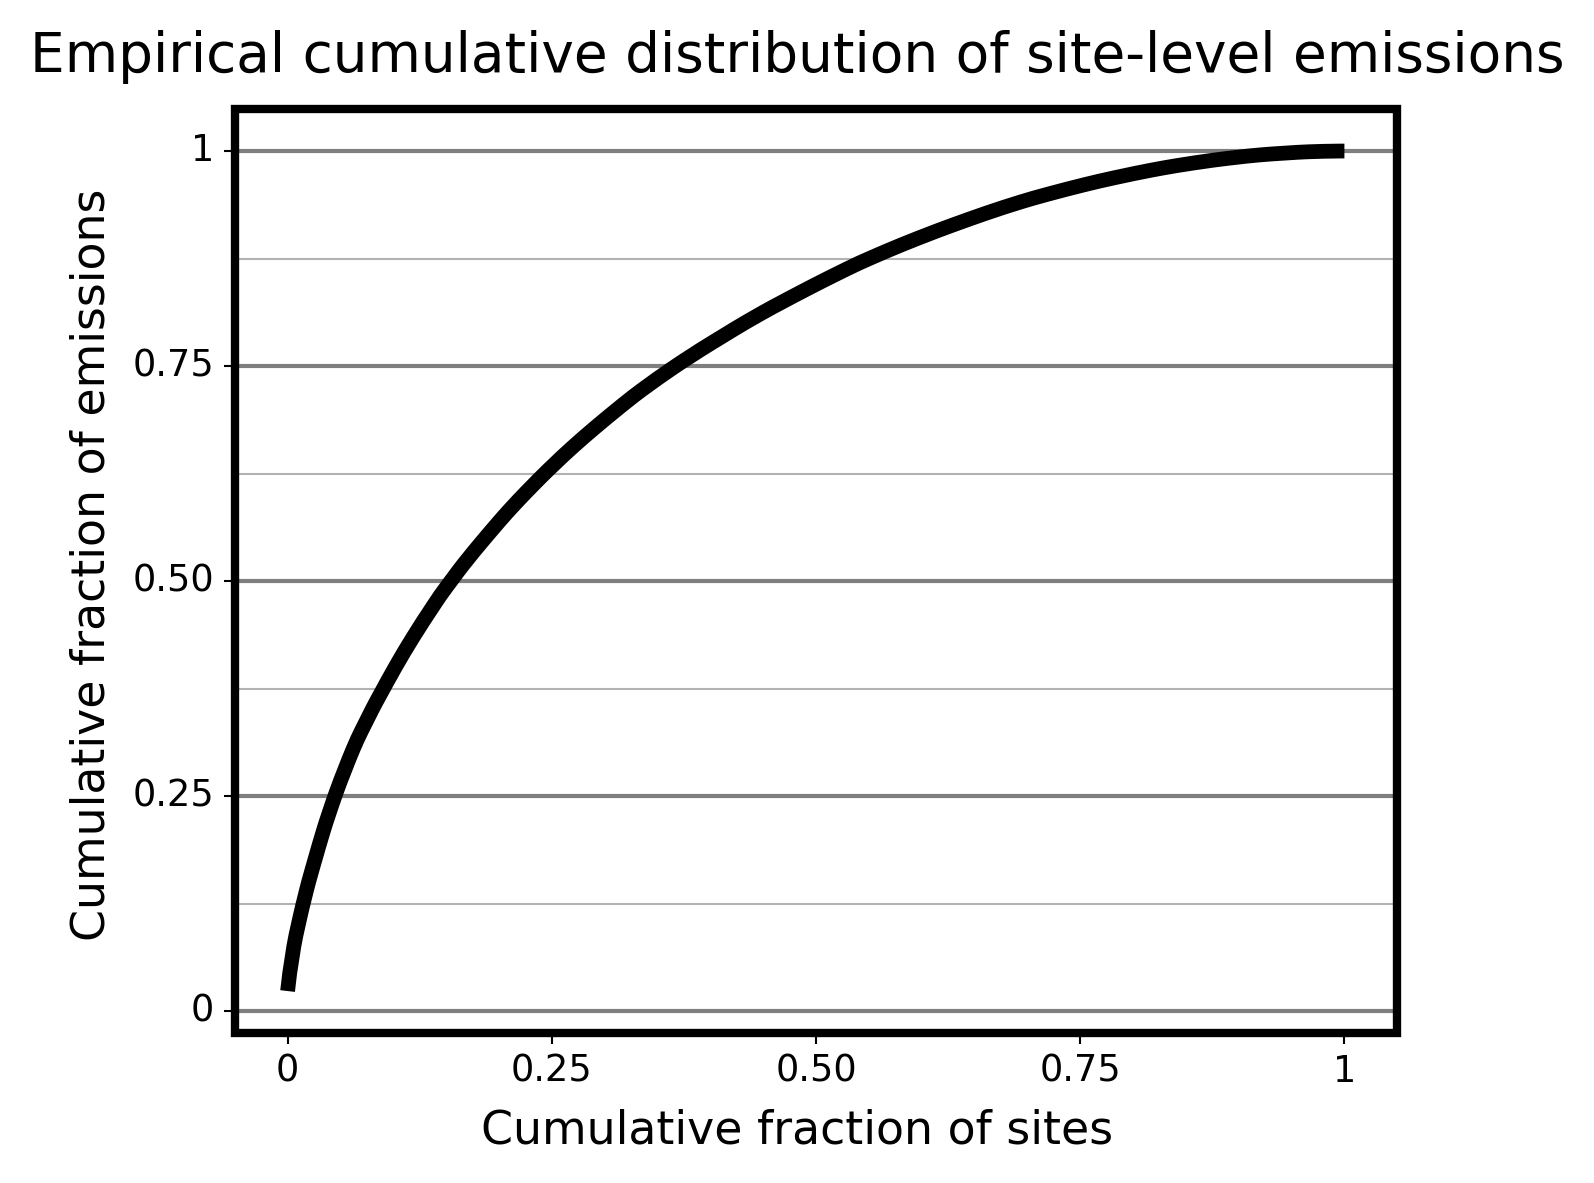 Empirical cumulative distribution of site-level emissions
Cumulative fraction of emissions
1
0.75
0.50
0.25
0
0 0.25 0.50 0.75 1
Cumulative fraction of sites